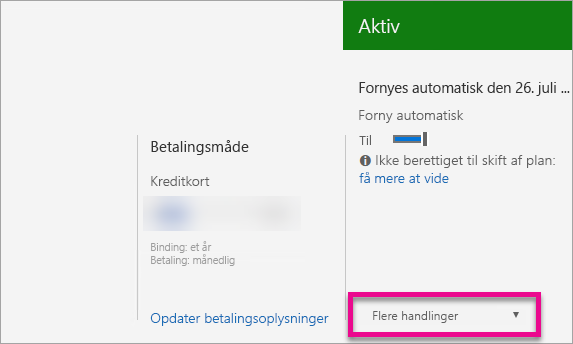 Aktiv
Fornyes automatisk den 26. juli ...
Forny automatisk
Til
Ikke berettiget til skift af plan:
få mere at vide
Betalingsmåde
Kreditkort
Binding: et år
Betaling: månedlig
Opdater betalingsoplysninger
Flere handlinger